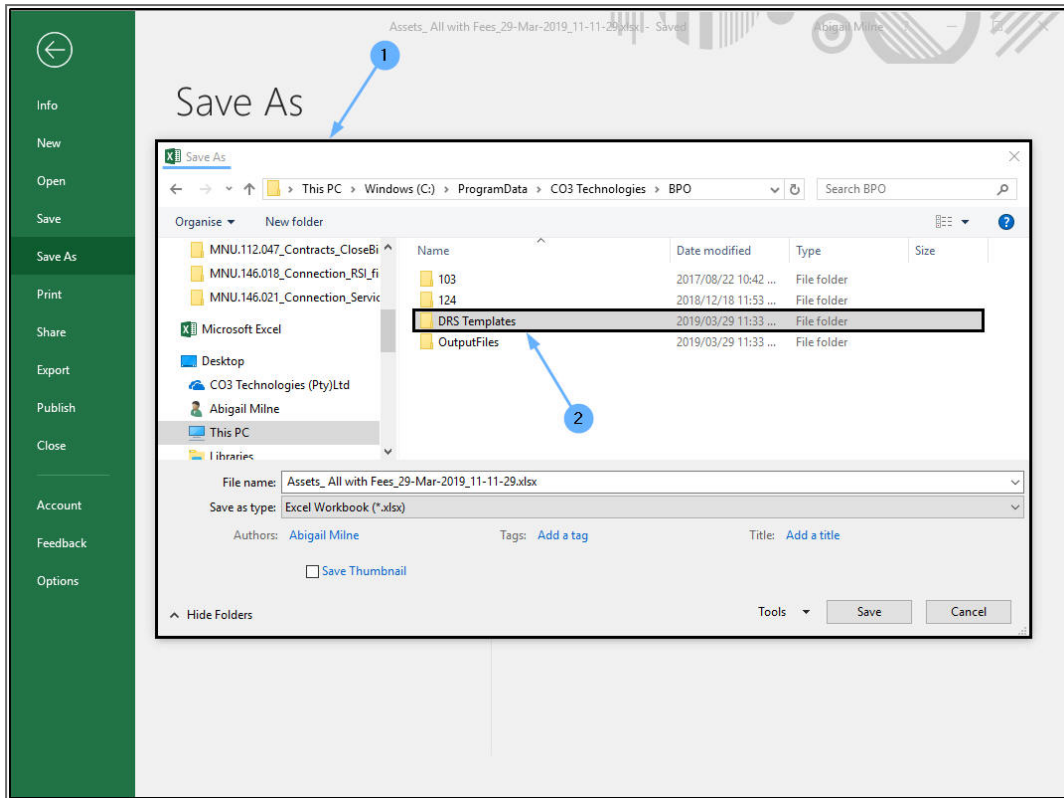 Assets_ All with Fees_29-Mar-2019_11-11-29.xlsx - Saved
Abigail Milne
1
Info
New
Open
Save
Save As
Print
Share
Export
Publish
Close
Account
Feedback
Options
Save As
Save As
This PC > Windows (C:) > ProgramData > CO3 Technologies > BPO
Search BPO
Organise
New folder
MNU.112.047_Contracts_CloseBi
MNU.146.018_Connection_RSI_fi
MNU.146.021_Connection_Servic
Microsoft Excel
Desktop
CO3 Technologies (Pty)Ltd
Abigail Milne
This PC
Libraries
Name Date modified Type Size
103 2017/08/22 10:42 ... File folder
124 2018/12/18 11:53 ... File folder
DRS Templates 2019/03/29 11:33 ... File folder
OutputFiles 2019/03/29 11:33 ... File folder
2
File name: Assets_ All with Fees_29-Mar-2019_11-11-29.xlsx
Save as type: Excel Workbook (*.xlsx)
Authors: Abigail Milne Tags: Add a tag Title: Add a title
Save Thumbnail
Hide Folders
Tools Save Cancel